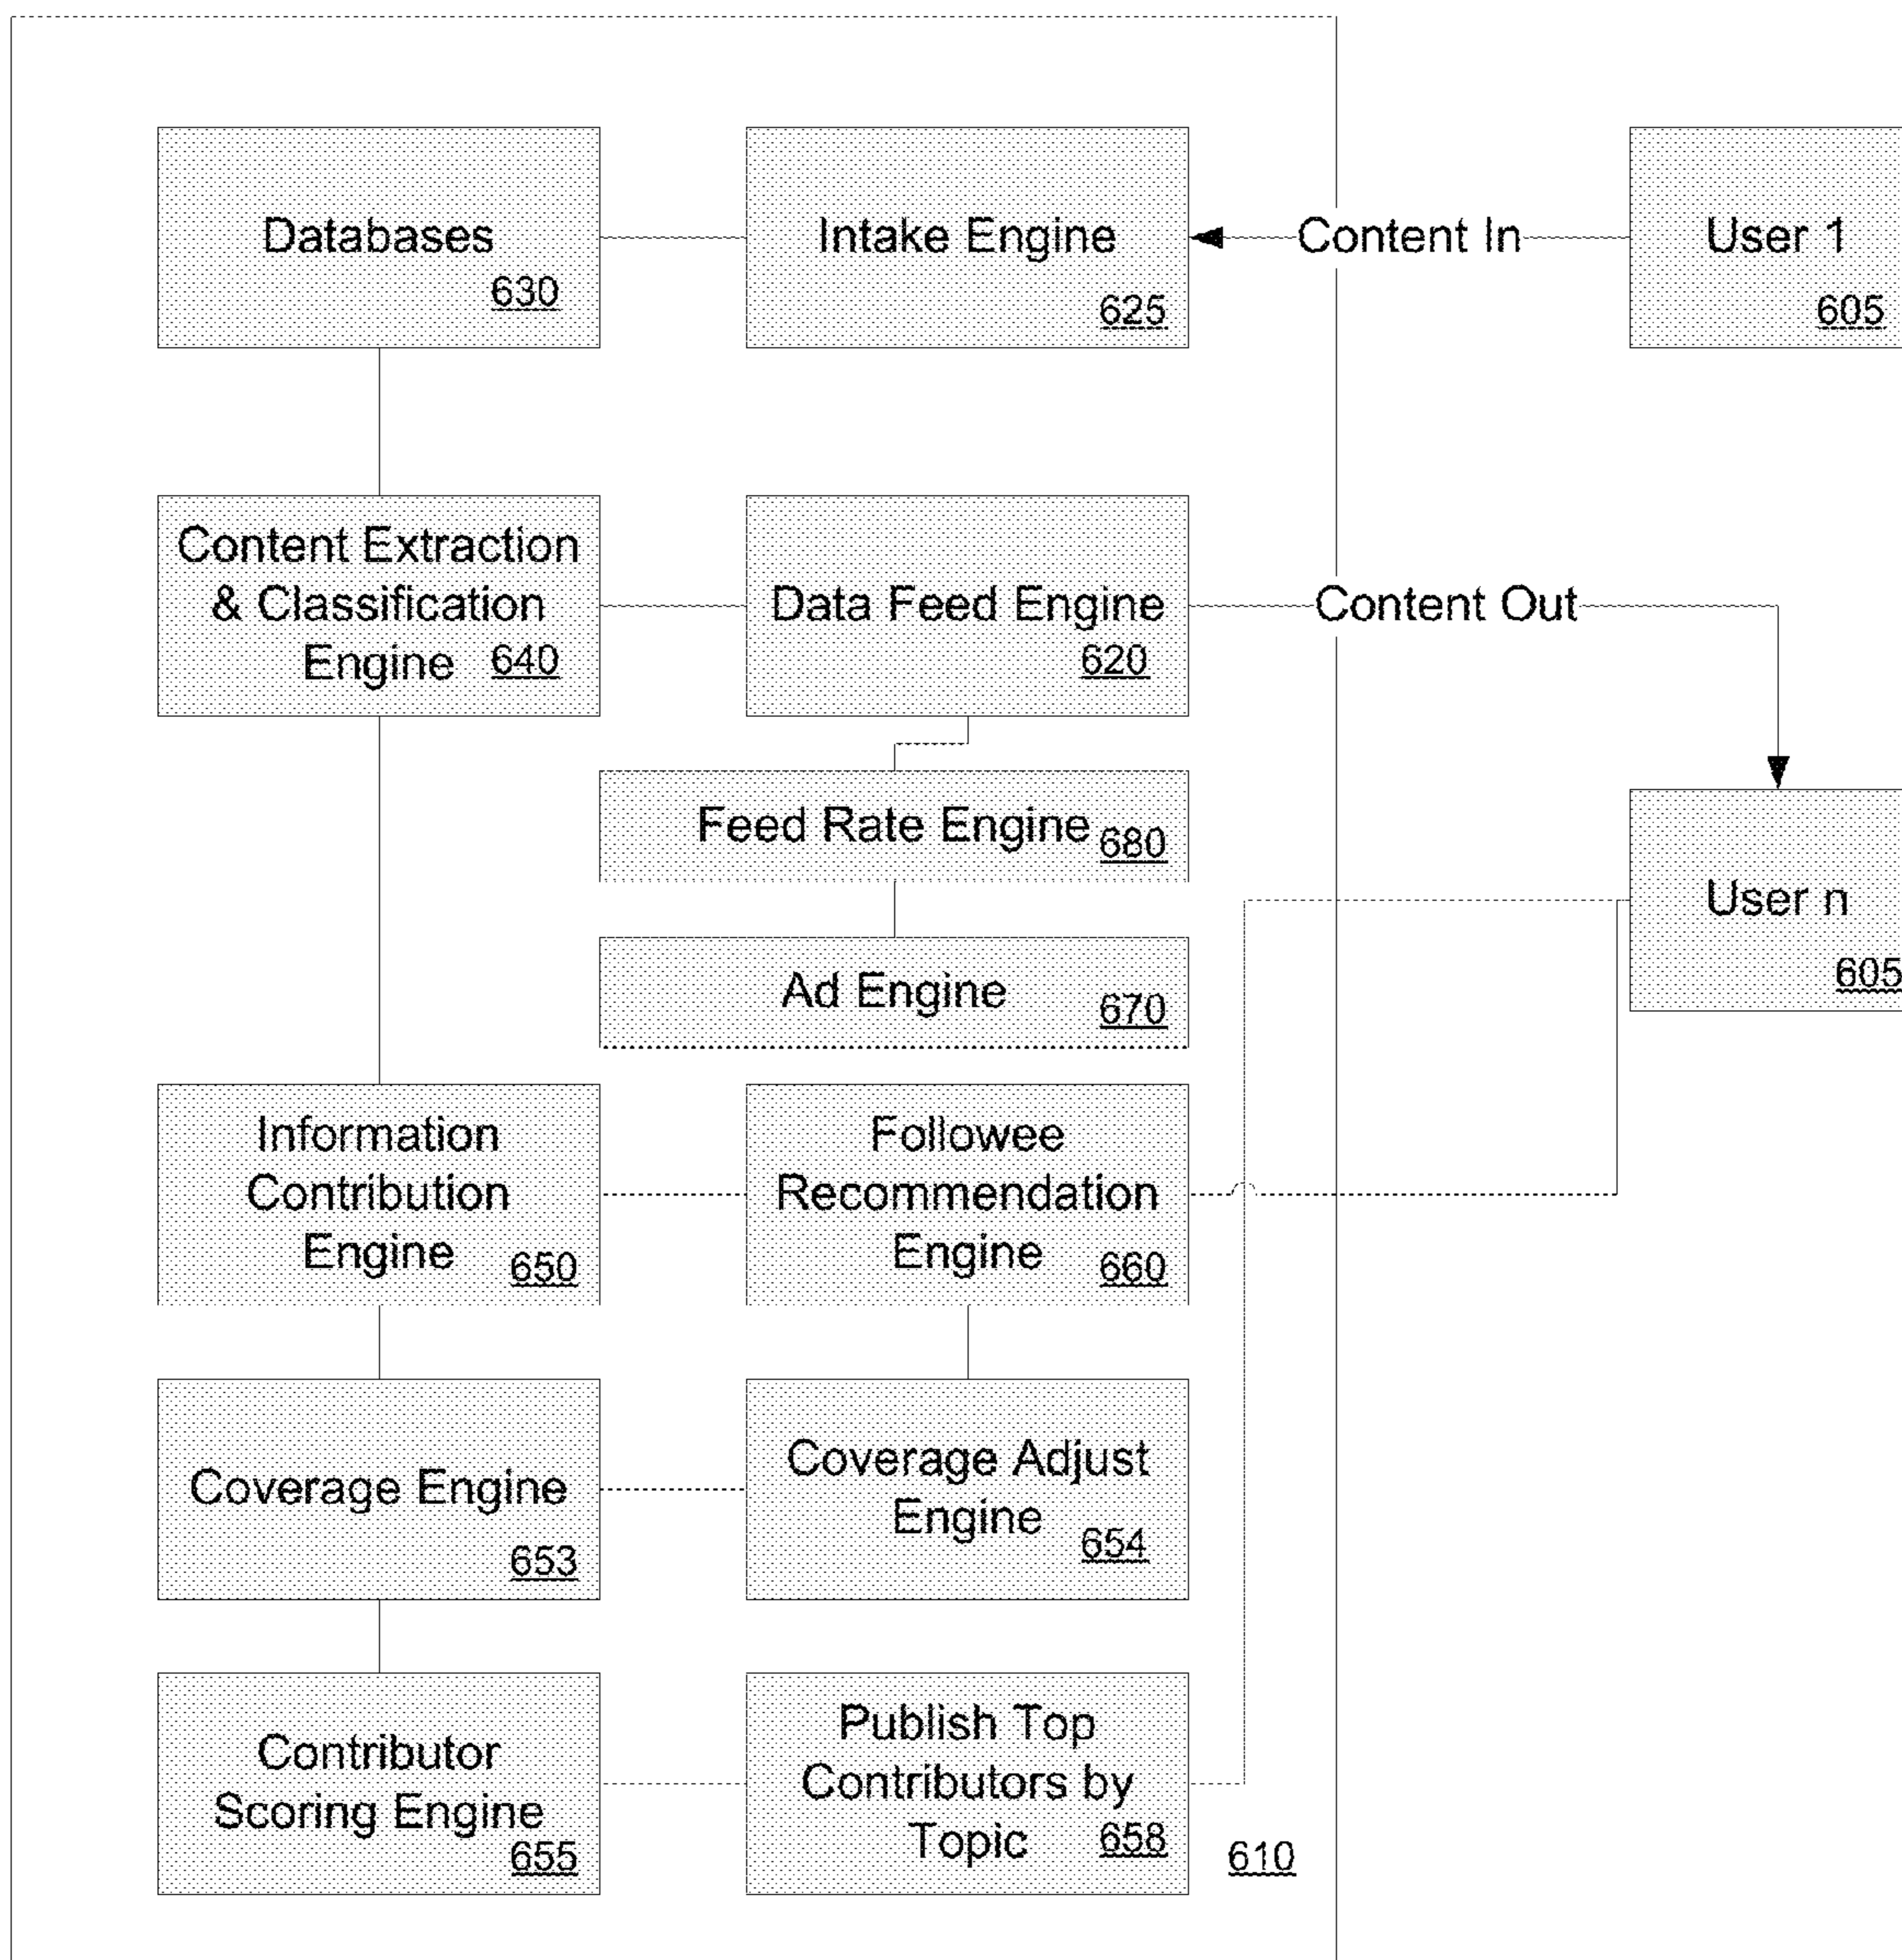 Databases
630
Intake Engine
625
Content In
User 1
605
Content Extraction
& Classification
Engine 640
Data Feed Engine
620
Content Out
Feed Rate Engine 680
User n
605
Ad Engine 670
Information
Contribution
Engine 650
Followee
Recommendation
Engine 660
Coverage Engine
653
Coverage Adjust
Engine 654
Contributor
Scoring Engine
655
Publish Top
Contributors by
Topic 658
610